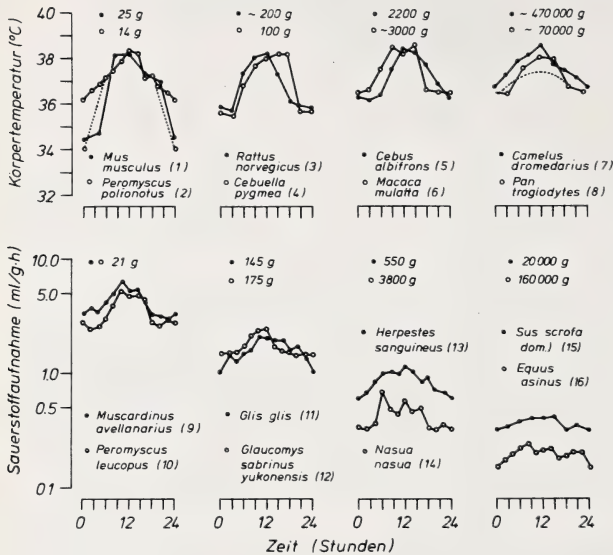 Körpertemperatur (°C)
40
38
36
34
32
25 g
14 g
Mus
musculus (1)
Peromyscus
polionotus (2)
~ 200 g
100 g
Rattus
norvegicus (3)
Cebuella
pygmea (4)
2200 g
~3000 g
Cebus
albifrons (5)
Macaca
mulatta (6)
~ 470 000 g
~ 70000 g
Camelus
dromedarius (7)
Pan
trogiodytes (8)
Sauerstoffaufnahme (ml/g·h)
10.0
5.0
1.0
0.5
0.1
21 g
Muscardinus
avellanarius (9)
Peromyscus
leucopus (10)
145 g
175 g
Glis glis (11)
Glaucomys
sabrinus
yukonensis (12)
550 g
3800 g
Herpestes
sanguineus (13)
Nasua
nasua (14)
20 000 g
160 000 g
Sus scrofa
dom.) (15)
Equus
asinus (16)
0 12 24 0 12 24 0 12 24 0 12 24
Zeit (Stunden)